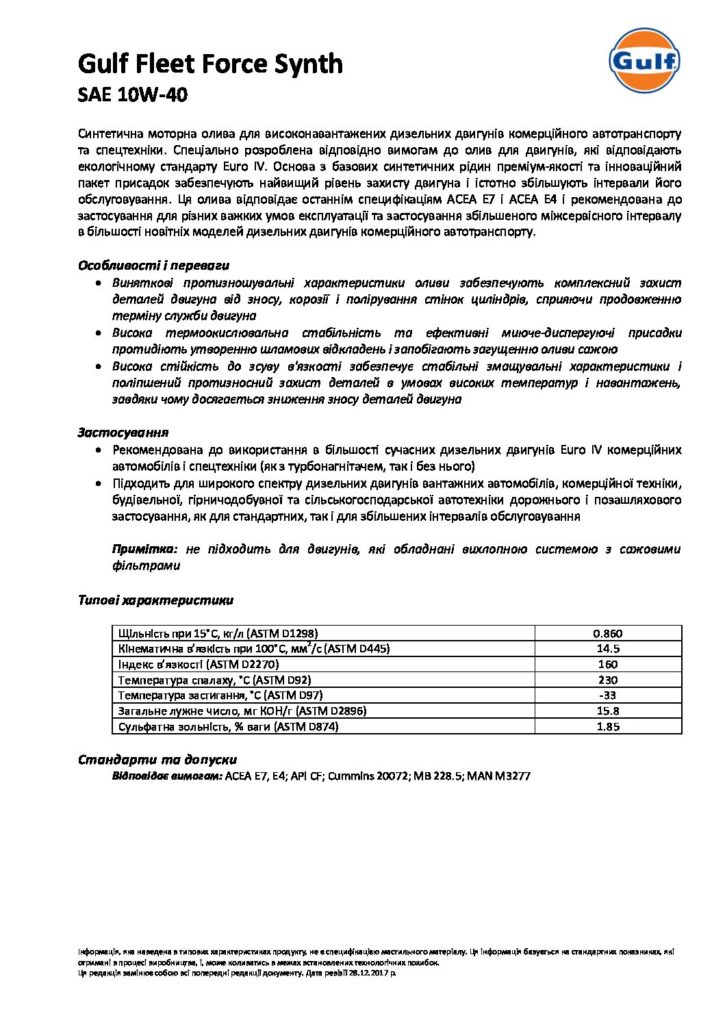 Gulf Fleet Force Synth
Gulf
SAE 10W-40
Синтетична моторна олива для високонавантажених дизельних двигунів комерційного автотранспорту
та спецтехніки. Спеціально розроблена відповідно вимогам до олив для двигунів, які відповідають
екологічному стандарту Euro IV. Основа з базових синтетичних рідин преміум-якості та інноваційний
пакет присадок забезпечують найвищий рівень захисту двигуна і істотно збільшують інтервали його
обслуговування. Ця олива відповідає останнім специфікаціям ACEA E7 і ACEA E4 і рекомендована до
застосування для різних важких умов експлуатації та застосування збільшеного міжсервісного інтервалу
в більшості новітніх моделей дизельних двигунів комерційного автотранспорту.
Особливості і переваги
• Виняткові протизношувальні характеристики оливи забезпечують комплексний захист
деталей двигуна від зносу, корозії і полірування стінок циліндрів, сприяючи продовженню
терміну служби двигуна
• Висока термоокислювальна стабільність та ефективні миюче-диспергуючі присадки
протидіють утворенню шламових відкладень і запобігають загущенню оливи сажою
• Висока стійкість до зсуву в'язкості забезпечує стабільні змащувальні характеристики і
поліпшений протизносний захист деталей в умовах високих температур і навантажень,
завдяки чому досягається зниження зносу деталей двигуна
Застосування
• Рекомендована до використання в більшості сучасних дизельних двигунів Euro IV комерційних
автомобілів і спецтехніки (як з турбонагнітачем, так і без нього)
• Підходить для широкого спектру дизельних двигунів вантажних автомобілів, комерційної техніки,
будівельної, гірничодобувної та сільськогосподарської автотехніки дорожнього і позашляхового
застосування, як для стандартних, так і для збільшених інтервалів обслуговування
Примітка: не підходить для двигунів, які обладнані вихлопною системою з сажовими
фільтрами
Типові характеристики
Щільність при 15°C, кг/л (ASTM D1298) 0.860
Кінематична в'язкість при 100°C, мм²/с (ASTM D445) 14.5
Індекс в'язкості (ASTM D2270) 160
Температура спалаху, °C (ASTM D92) 230
Температура застигання, °C (ASTM D97) -33
Загальне лужне число, мг КОН/г (ASTM D2896) 15.8
Сульфатна зольність, % ваги (ASTM D874) 1.85
Стандарти та допуски
Відповідає вимогам: ACEA E7, E4; API CF; Cummins 20072; MB 228.5; MAN M3277
Інформація, яка наведена в типових характеристиках продукту, не є специфікацією мастильного матеріалу. Ця інформація базується на стандартних показниках, які
отримані в процесі виробництва, і, може коливатись в межах встановлених технологічних похибок.
Ця редакція замінює собою всі попередні редакції документу. Дата ревізії 28.12.2017 р.